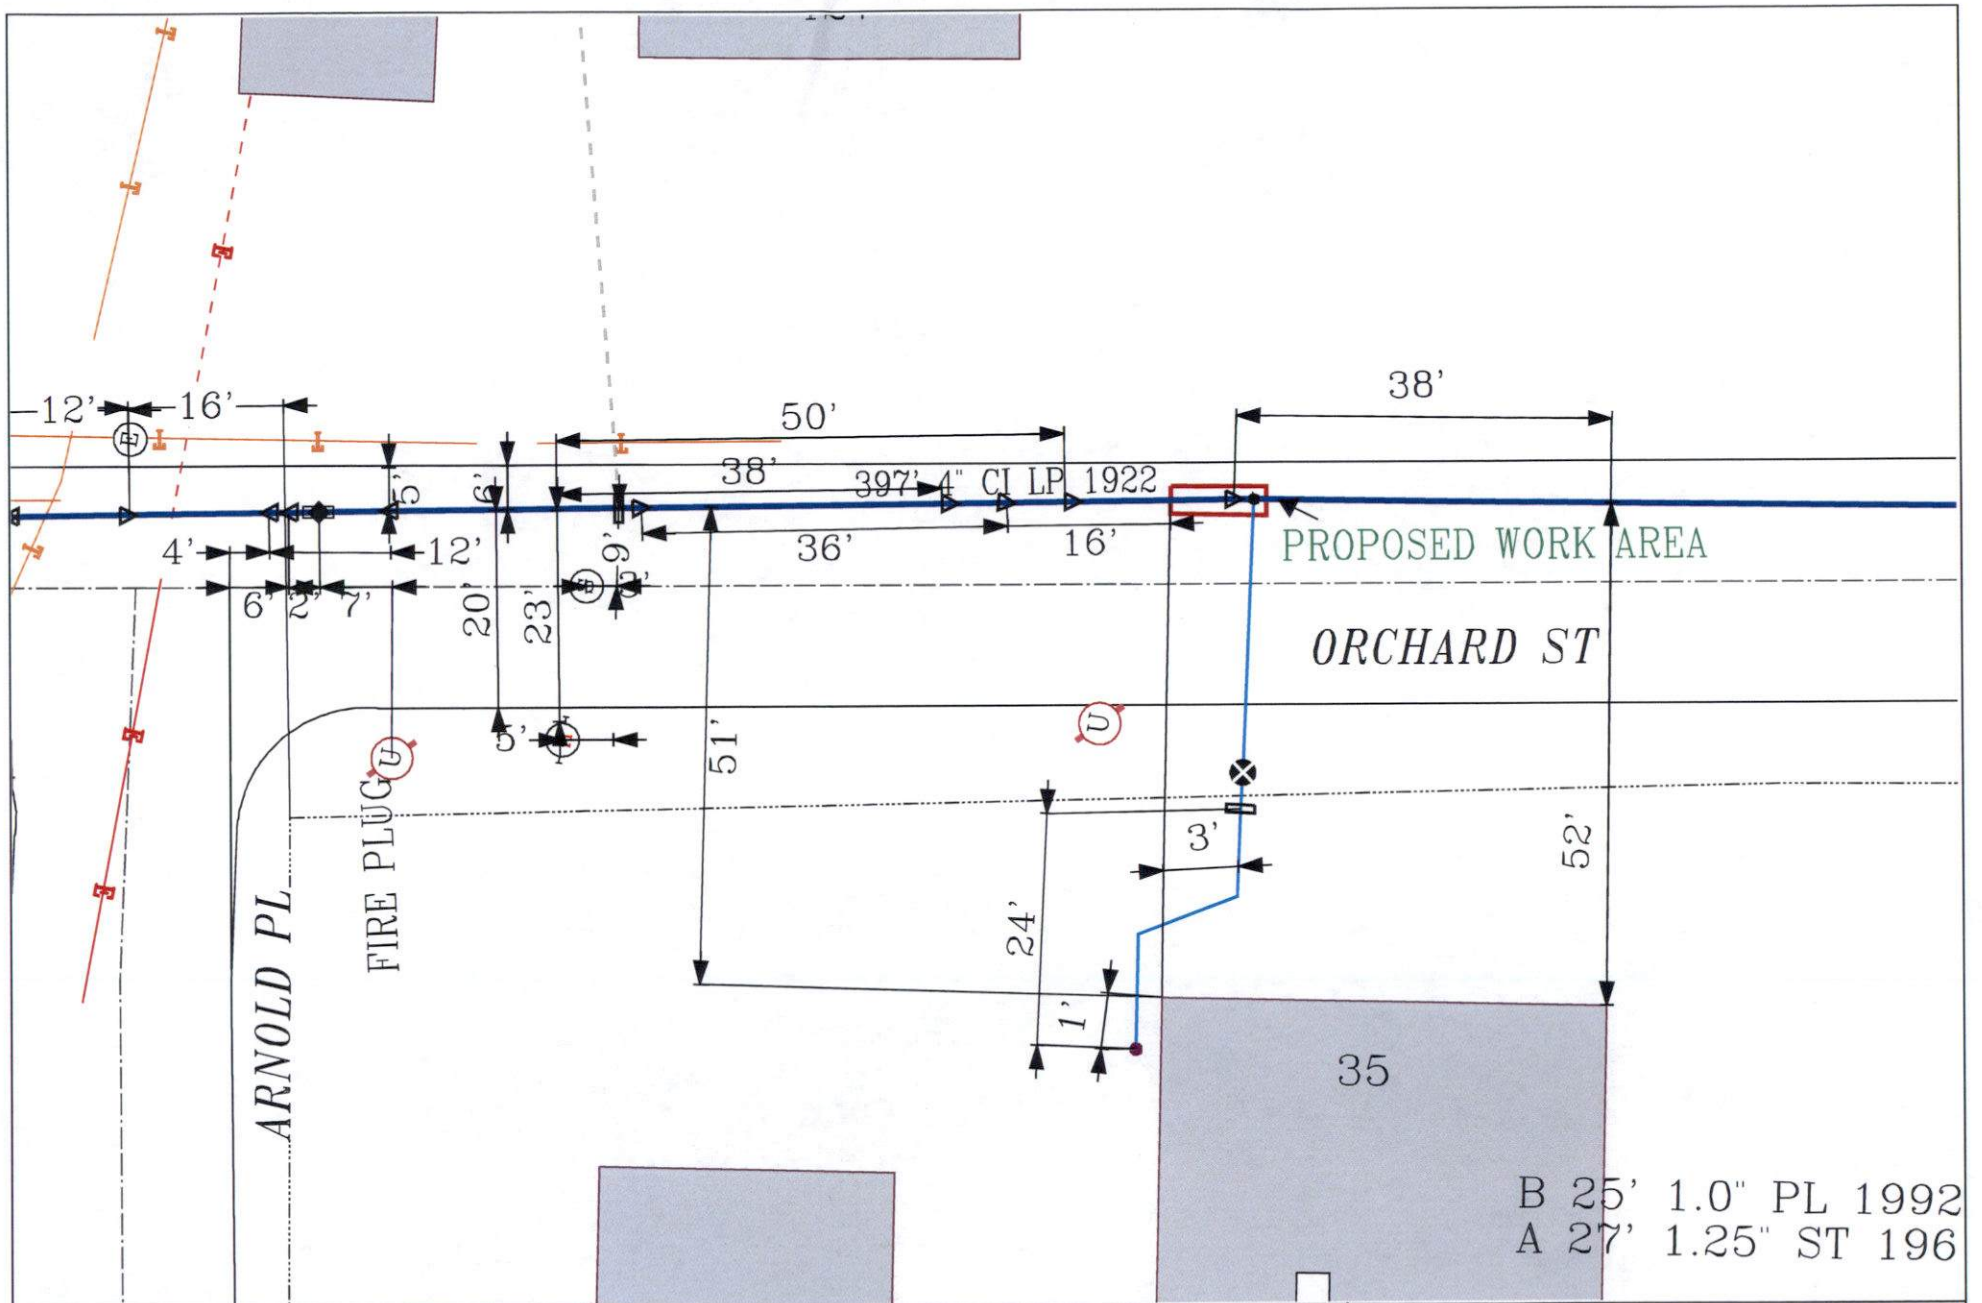 38'
12'
16'
50'
E
38'
397' 4" CI LP 1922
5'
6'
4'
12'
36'
16'
PROPOSED WORK AREA
9'
6'
2'
7'
20'
23'
ORCHARD ST
5'
U
U
51'
FIRE PLUG
3'
52'
24'
ARNOLD PL
1'
35
B 25' 1.0" PL 1992
A 27' 1.25" ST 196